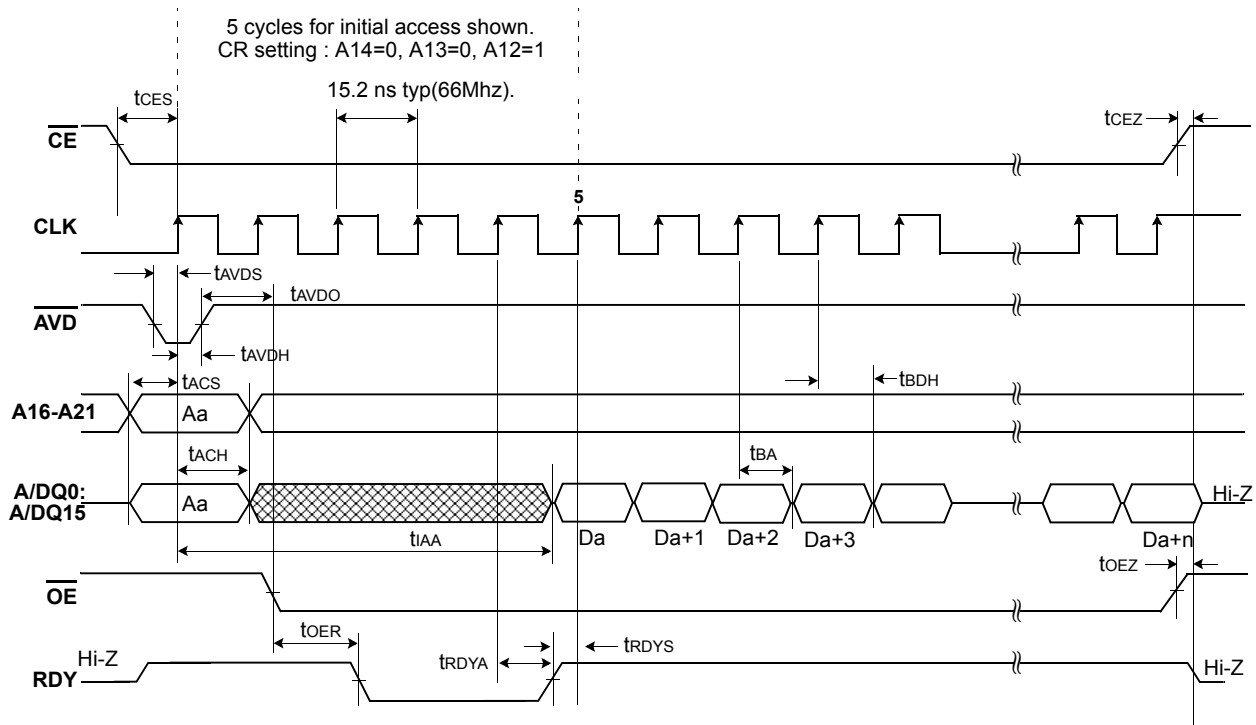 5 cycles for initial access shown.
CR setting : A14=0, A13=0, A12=1
15.2 ns typ(66Mhz).
tCES
tCEZ
CE
5
CLK
tAVDS
tAVDO
AVD
tAVDH
tACS
tBDH
A16-A21
Aa
tACH
tBA
A/DQ0:
A/DQ15
Aa
Hi-Z
tIAA
Da
Da+1
Da+2
Da+3
Da+n
tOEZ
OE
tOER
tRDYS
Hi-Z
tRDYA
Hi-Z
RDY